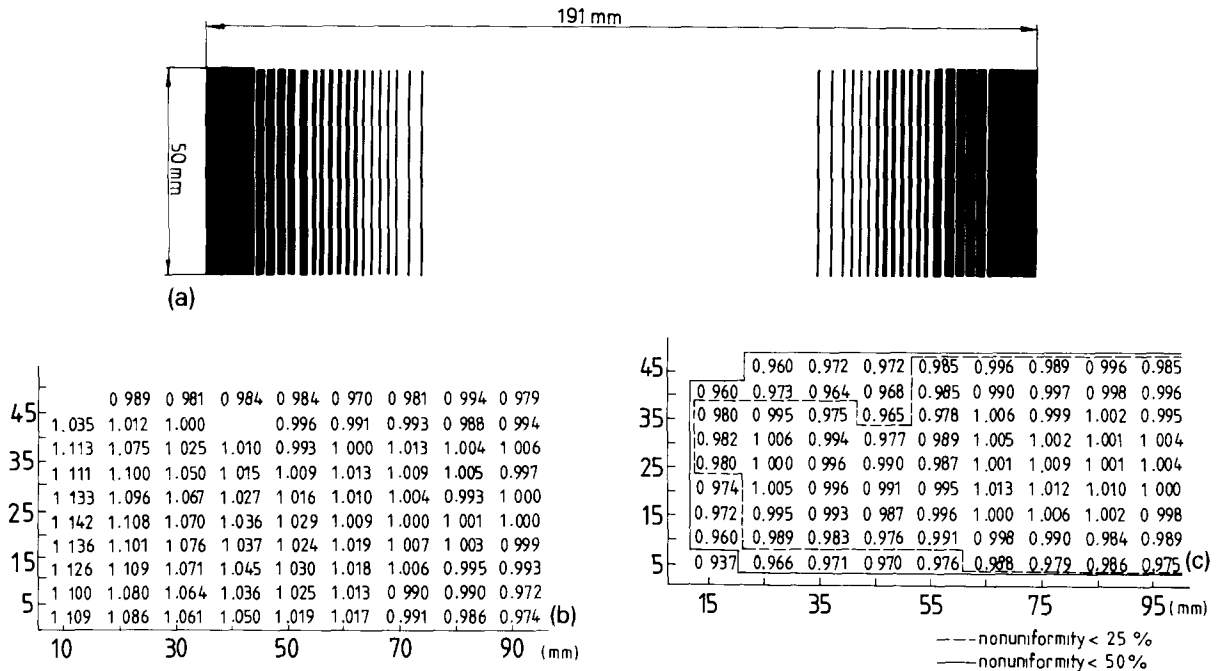 191 mm
50 mm
(a)
0 989 0 981 0 984 0 984 0.970 0.981 0.994 0.979
45
1.035 1.012 1.000 0.996 0.991 0.993 0 988 0 994
1.113 1.075 1.025 1.010 0.993 1.000 1.013 1.004 1.006
35
1 111 1.100 1.050 1.015 1.009 1.013 1.009 1.005 0.997
1 133 1.096 1.067 1.027 1.016 1.010 1.004 0.993 1 000
25
1 142 1.108 1.070 1.036 1.029 1.009 1.000 1 001 1.000
1 136 1.101 1 076 1 037 1 024 1.019 1 007 1 003 0.999
15
1 126 1.109 1.071 1.045 1 030 1.018 1.006 0.995 0.993
1 100 1.080 1.064 1.036 1.025 1.013 0.990 0.990 0.972
5
1 109 1.086 1.061 1.050 1.019 1.017 0.991 0.986 0.974 (b)
10 30 50 70 90 (mm)
45 0.960 0.972 0.972 0.985 0.996 0.989 0.996 0.985
0.960 0.973 0.964 0.968 0.985 0.990 0.997 0.998 0.996
35 0.980 0.995 0.975 0.965 0.978 1.006 0.999 1.002 0.995
0.982 1 006 0.994 0.977 0.989 1.005 1.002 1.001 1 004
25 0.980 1 000 0.996 0.990 0.987 1.001 1.009 1.001 1 004
0.974 1.005 0.996 0.991 0.995 1.013 1.012 1.010 1 000
15 0.972 0.995 0.993 0.987 0.996 1.000 1.006 1.002 0 998
0.960 0.989 0.983 0.976 0.991 0.998 0.990 0.984 0.989
5 0.937 0.966 0.971 0.970 0.976 0.988 0.979 0.986 0.975 (c)
15 35 55 75 95 (mm)
nonuniformity < 25 %
nonuniformity < 50 %